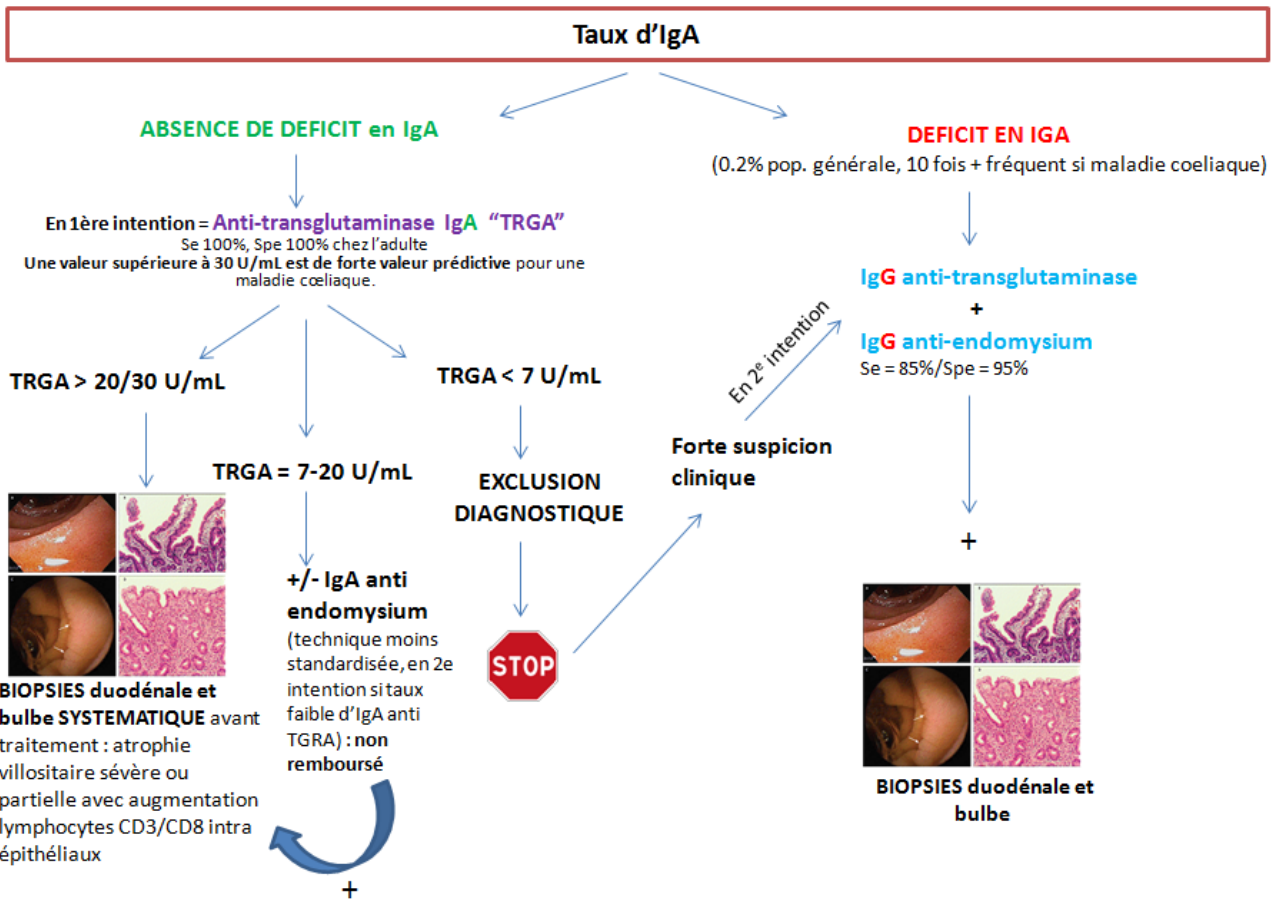 Taux d'IgA
ABSENCE DE DEFICIT en IgA
En 1ère intention = Anti-transglutaminase IgA "TRGA"
Se 100%, Spe 100% chez l'adulte
Une valeur supérieure à 30 U/mL est de forte valeur prédictive pour une
maladie cœliaque.
TRGA > 20/30 U/mL
BIOPSIES duodénale et
bulbe SYSTEMATIQUE avant
traitement : atrophie
villositaire sévère ou
partielle avec augmentation
lymphocytes CD3/CD8 intra
épithéliaux
TRGA = 7-20 U/mL
+/- IgA anti
endomysium
(technique moins
standardisée, en 2e
intention si taux
faible d'IgA anti
TGRA) : non
remboursé
+
TRGA < 7 U/mL
EXCLUSION
DIAGNOSTIQUE
STOP
Forte suspicion
clinique
En 2e intention
DEFICIT EN IGA
(0.2% pop. générale, 10 fois + fréquent si maladie coeliaque)
IgG anti-transglutaminase
+
IgG anti-endomysium
Se = 85%/Spe = 95%
+
BIOPSIES duodénale et
bulbe